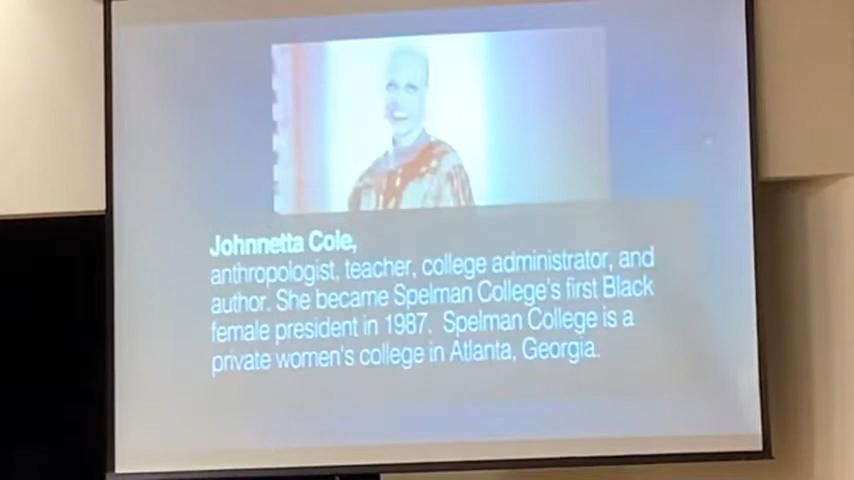 Johnnetta Cole,
anthropologist, teacher, college administrator, and
author. She became Spelman College's first Black
female president in 1987. Spelman College is a
private women's college in Atlanta, Georgia.